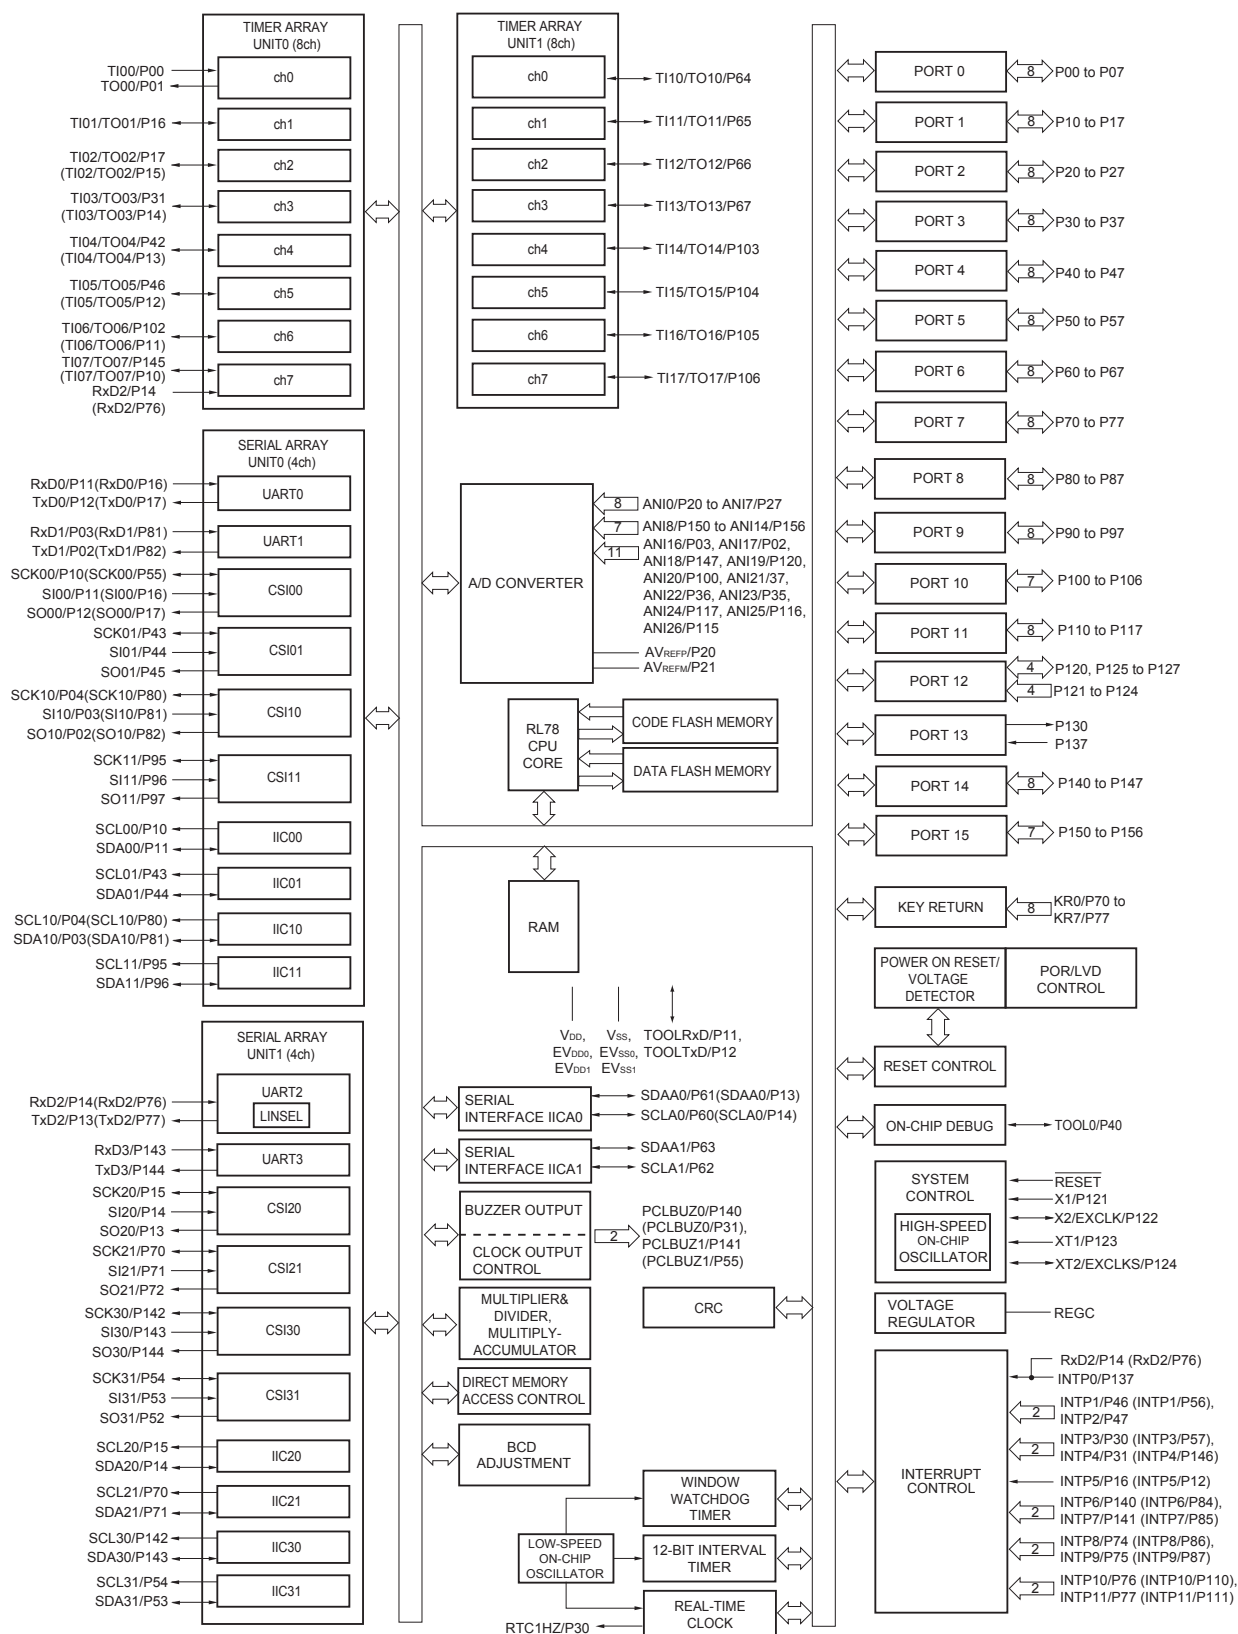 TIMER ARRAY
UNIT0 (8ch)
TI00/P00
TO00/P01
ch0
TI01/TO01/P16
ch1
TI02/TO02/P17
(TI02/TO02/P15)
ch2
TI03/TO03/P31
(TI03/TO03/P14)
ch3
TI04/TO04/P42
(TI04/TO04/P13)
ch4
TI05/TO05/P46
(TI05/TO05/P12)
ch5
TI06/TO06/P102
(TI06/TO06/P11)
ch6
TI07/TO07/P145
(TI07/TO07/P10)
RxD2/P14
(RxD2/P76)
ch7
SERIAL ARRAY
UNIT0 (4ch)
RxD0/P11(RxD0/P16)
TxD0/P12(TxD0/P17)
UART0
RxD1/P03(RxD1/P81)
TxD1/P02(TxD1/P82)
UART1
SCK00/P10(SCK00/P55)
SI00/P11(SI00/P16)
SO00/P12(SO00/P17)
CSI00
SCK01/P43
SI01/P44
SO01/P45
CSI01
SCK10/P04(SCK10/P80)
SI10/P03(SI10/P81)
SO10/P02(SO10/P82)
CSI10
SCK11/P95
SI11/P96
SO11/P97
CSI11
SCL00/P10
SDA00/P11
IIC00
SCL01/P43
SDA01/P44
IIC01
SCL10/P04(SCL10/P80)
SDA10/P03(SDA10/P81)
IIC10
SCL11/P95
SDA11/P96
IIC11
SERIAL ARRAY
UNIT1 (4ch)
RxD2/P14(RxD2/P76)
TxD2/P13(TxD2/P77)
UART2
LINSEL
RxD3/P143
TxD3/P144
UART3
SCK20/P15
SI20/P14
SO20/P13
CSI20
SCK21/P70
SI21/P71
SO21/P72
CSI21
SCK30/P142
SI30/P143
SO30/P144
CSI30
SCK31/P54
SI31/P53
SO31/P52
CSI31
SCL20/P15
SDA20/P14
IIC20
SCL21/P70
SDA21/P71
IIC21
SCL30/P142
SDA30/P143
IIC30
SCL31/P54
SDA31/P53
IIC31
TIMER ARRAY
UNIT1 (8ch)
ch0
TI10/TO10/P64
ch1
TI11/TO11/P65
ch2
TI12/TO12/P66
ch3
TI13/TO13/P67
ch4
TI14/TO14/P103
ch5
TI15/TO15/P104
ch6
TI16/TO16/P105
ch7
TI17/TO17/P106
A/D CONVERTER
8
ANI0/P20 to ANI7/P27
7
ANI8/P150 to ANI14/P156
11
ANI16/P03, ANI17/P02,
ANI18/P147, ANI19/P120,
ANI20/P100, ANI21/37,
ANI22/P36, ANI23/P35,
ANI24/P117, ANI25/P116,
ANI26/P115
AVREFP/P20
AVREFM/P21
RL78
CPU
CORE
CODE FLASH MEMORY
DATA FLASH MEMORY
RAM
VDD,
EVDD0,
EVDD1
VSS,
EVSS0,
EVSS1
TOOLRxD/P11,
TOOLTxD/P12
SERIAL
INTERFACE IICA0
SDAA0/P61(SDAA0/P13)
SCLA0/P60(SCLA0/P14)
SERIAL
INTERFACE IICA1
SDAA1/P63
SCLA1/P62
BUZZER OUTPUT
CLOCK OUTPUT
CONTROL
2
PCLBUZ0/P140
(PCLBUZ0/P31),
PCLBUZ1/P141
(PCLBUZ1/P55)
MULTIPLIER&
DIVIDER,
MULITIPLY-
ACCUMULATOR
CRC
DIRECT MEMORY
ACCESS CONTROL
BCD
ADJUSTMENT
WINDOW
WATCHDOG
TIMER
LOW-SPEED
ON-CHIP
OSCILLATOR
12-BIT INTERVAL
TIMER
REAL-TIME
CLOCK
RTC1HZ/P30
PORT 0
8
P00 to P07
PORT 1
8
P10 to P17
PORT 2
8
P20 to P27
PORT 3
8
P30 to P37
PORT 4
8
P40 to P47
PORT 5
8
P50 to P57
PORT 6
8
P60 to P67
PORT 7
8
P70 to P77
PORT 8
8
P80 to P87
PORT 9
8
P90 to P97
PORT 10
7
P100 to P106
PORT 11
8
P110 to P117
PORT 12
4
P120, P125 to P127
4
P121 to P124
PORT 13
P130
P137
PORT 14
8
P140 to P147
PORT 15
7
P150 to P156
KEY RETURN
8
KR0/P70 to
KR7/P77
POWER ON RESET/
VOLTAGE
DETECTOR
POR/LVD
CONTROL
RESET CONTROL
ON-CHIP DEBUG
TOOL0/P40
SYSTEM
CONTROL
HIGH-SPEED
ON-CHIP
OSCILLATOR
RESET
X1/P121
X2/EXCLK/P122
XT1/P123
XT2/EXCLKS/P124
VOLTAGE
REGULATOR
REGC
INTERRUPT
CONTROL
RxD2/P14 (RxD2/P76)
INTP0/P137
2
INTP1/P46 (INTP1/P56),
INTP2/P47
2
INTP3/P30 (INTP3/P57),
INTP4/P31 (INTP4/P146)
INTP5/P16 (INTP5/P12)
2
INTP6/P140 (INTP6/P84),
INTP7/P141 (INTP7/P85)
2
INTP8/P74 (INTP8/P86),
INTP9/P75 (INTP9/P87)
2
INTP10/P76 (INTP10/P110),
INTP11/P77 (INTP11/P111)